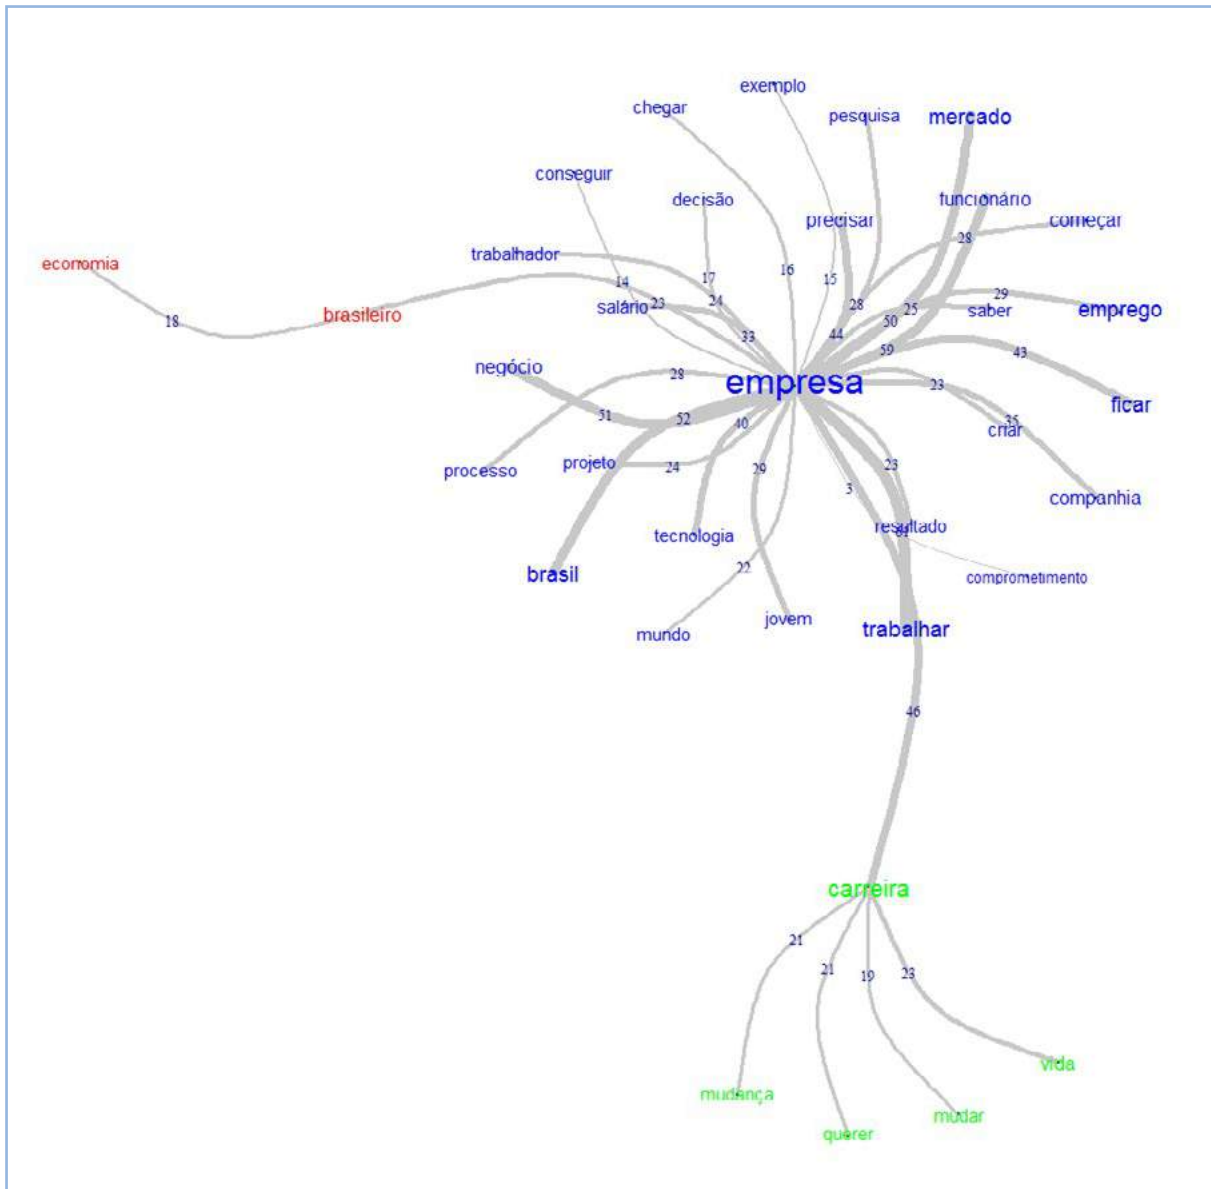 exemplo
chegar
pesquisa
mercado
conseguir
decisão
precisar
funcionário
começar
28
trabalhador
economia
14
17
16
15
brasileiro
18
salário
23
24
28
25
29
saber
emprego
33
44
50
59
43
negócio
28
empresa
23
ficar
51
52
40
35
criar
processo
projeto
24
29
23
3
companhia
tecnologia
resultado
61
brasil
22
comprometimento
mundo
jovem
trabalhar
46
carreira
21
21
19
23
vida
mudança
mudar
querer